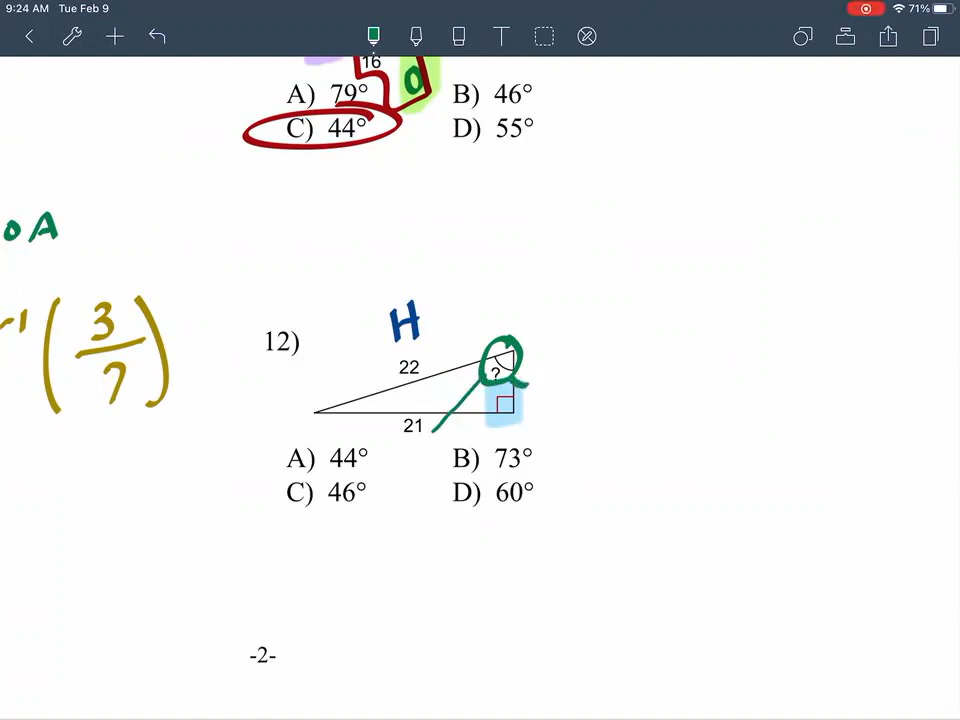 9:24 AM Tue Feb 9
71%
16
O
A) 79° B) 46°
C) 44° D) 55°
O A
-1 ( 3 / 7 )
H
12)
22
?
21
A) 44° B) 73°
C) 46° D) 60°
-2-